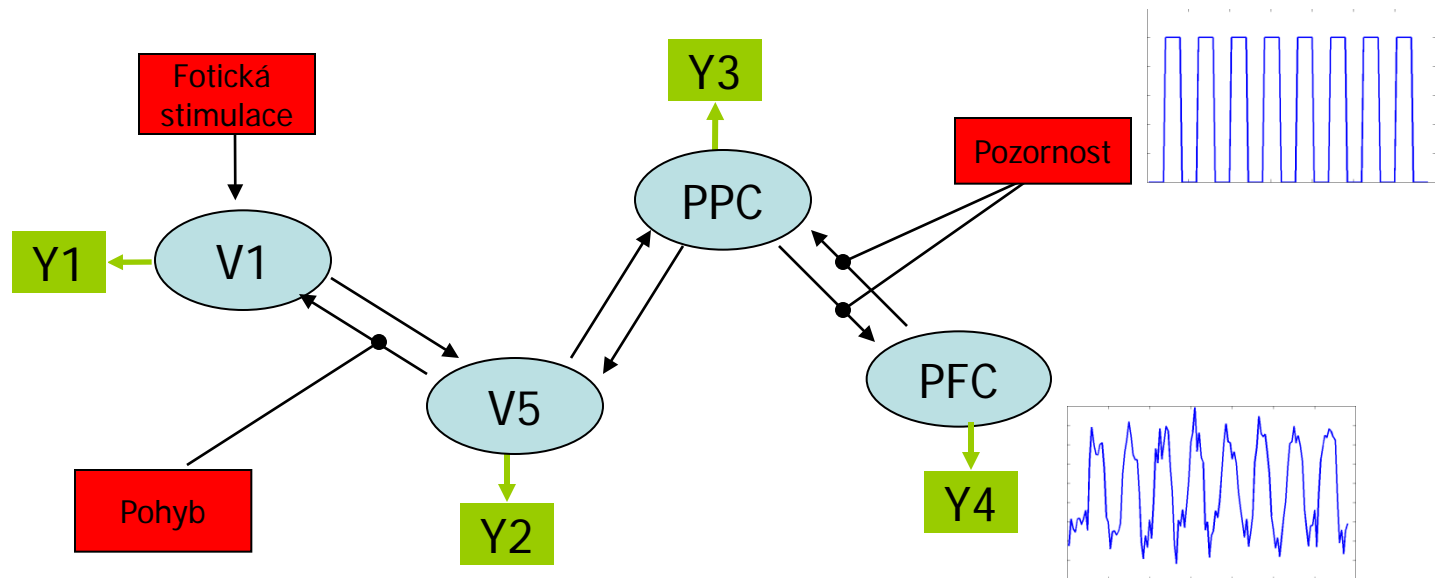 Fotická
stimulace
Y3
Pozornost
PPC
V1
Y1
PFC
V5
Pohyb
Y2
Y4